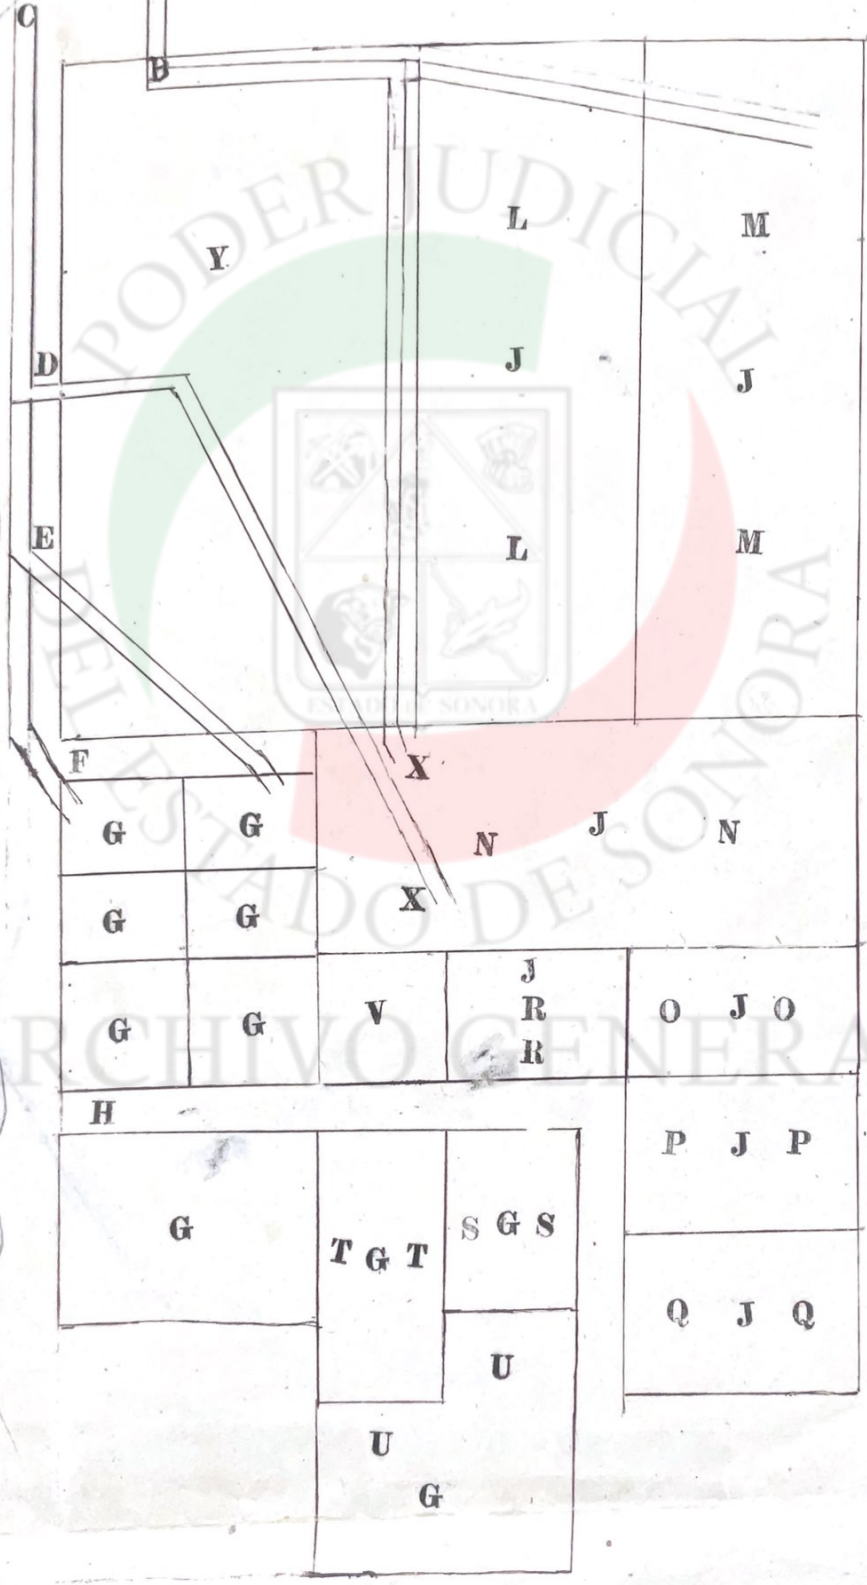 C
B
PODER JUDICIAL
L
M
Y
D
J
J
E
L
M
DEL ESTADO DE SONORA
ESTADO DE SONORA
F
X
G
G
N
J
N
X
G
G
J
V
R
O J O
G
G
R
ARCHIVO GENERAL
H
P J P
G
T G T
S G S
Q J Q
U
U
G